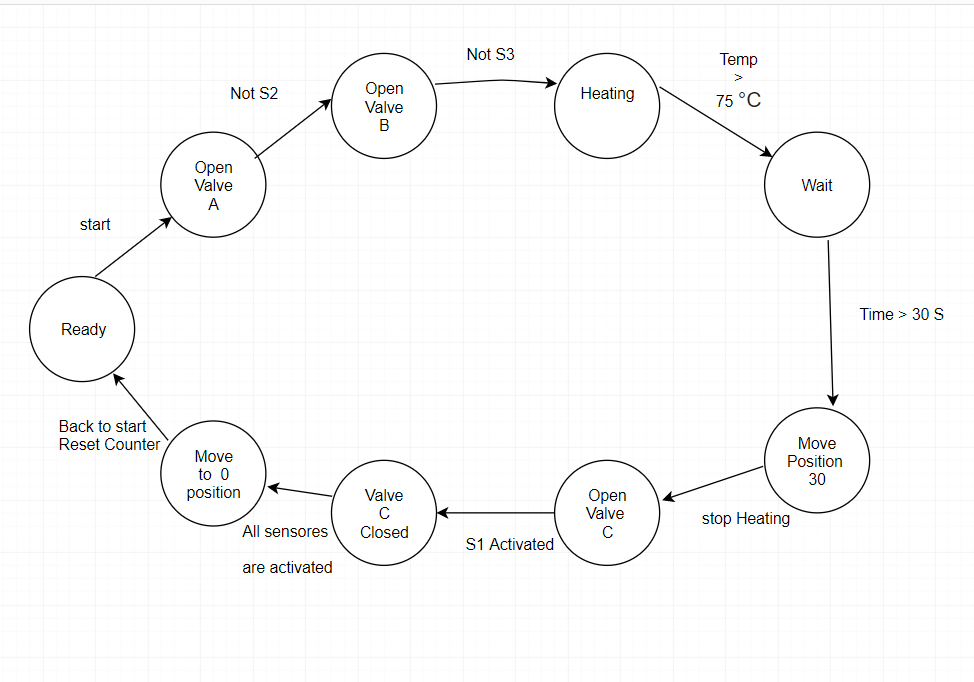 Not S3
Temp
>
75 °C
Not S2
Open
Valve
B
Heating
Open
Valve
A
Wait
start
Ready
Time > 30 S
Back to start
Reset Counter
Move
to 0
position
Valve
C
Closed
Open
Valve
C
Move
Position
30
stop Heating
All sensores
are activated
S1 Activated